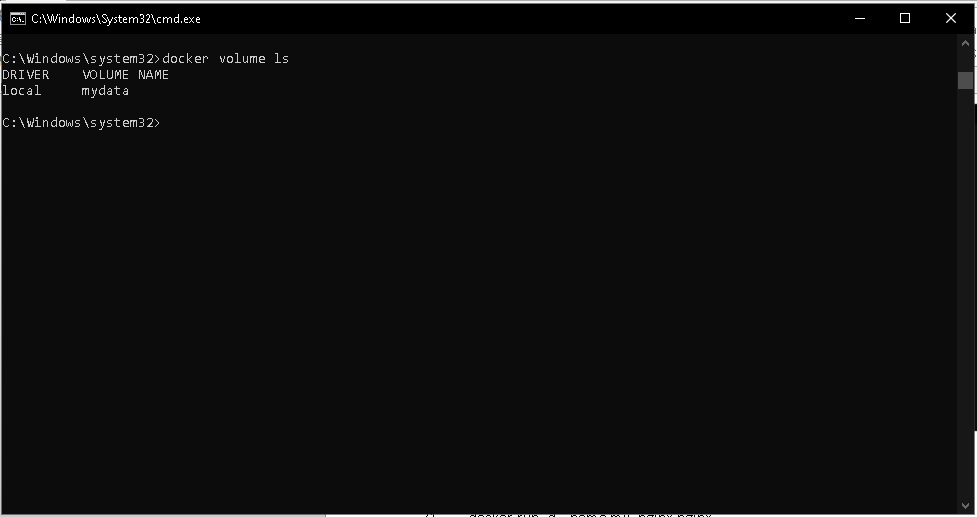 C:\Windows\System32\cmd.exe
C:\Windows\system32>docker volume ls
DRIVER    VOLUME NAME
local     mydata
C:\Windows\system32>